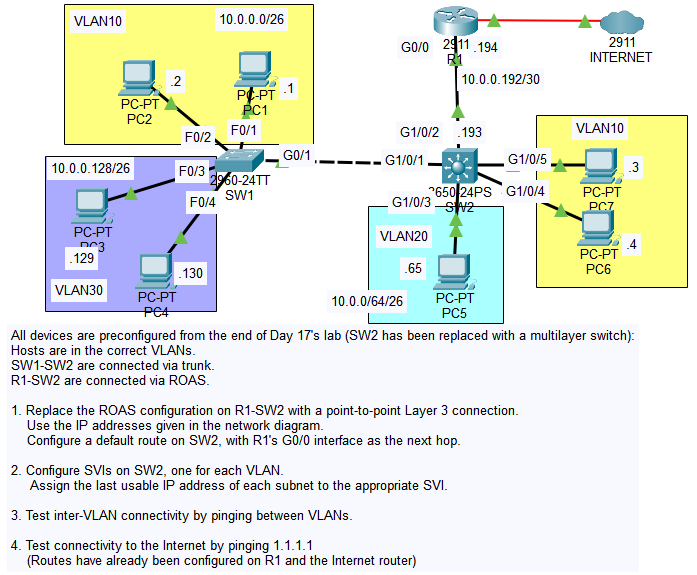 VLAN10
10.0.0.0/26
.2
PC-PT
PC2
.1
PC-PT
PC1
F0/2
F0/1
G0/0
2911
R1
.194
2911
INTERNET
10.0.0.192/30
G1/0/2
.193
VLAN10
10.0.0.128/26
F0/3
F0/4
2960-24TT
SW1
G0/1
G1/0/1
G1/0/5
G1/0/4
G1/0/3
3650-24PS
SW2
.3
PC-PT
PC7
.4
PC-PT
PC6
PC-PT
PC3
.129
VLAN30
.130
PC-PT
PC4
VLAN20
.65
10.0.0/64/26
PC-PT
PC5
All devices are preconfigured from the end of Day 17's lab (SW2 has been replaced with a multilayer switch):
Hosts are in the correct VLANs.
SW1-SW2 are connected via trunk.
R1-SW2 are connected via ROAS.
1. Replace the ROAS configuration on R1-SW2 with a point-to-point Layer 3 connection.
Use the IP addresses given in the network diagram.
Configure a default route on SW2, with R1's G0/0 interface as the next hop.
2. Configure SVIs on SW2, one for each VLAN.
Assign the last usable IP address of each subnet to the appropriate SVI.
3. Test inter-VLAN connectivity by pinging between VLANs.
4. Test connectivity to the Internet by pinging 1.1.1.1
(Routes have already been configured on R1 and the Internet router)